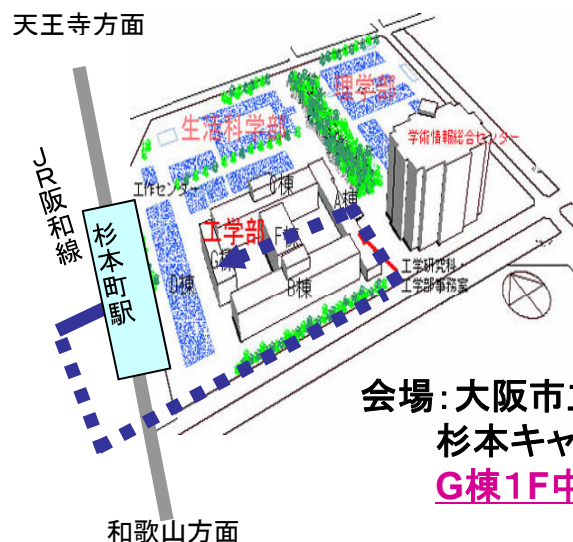 天王寺方面
JR阪和線
杉本町駅
和歌山方面
理学部
生活科学部
学術情報総合センター
工作センター
C棟
A棟
工学部
F棟
G棟
D棟
B棟
工学研究科・
工学部事務室
会場：大阪市
杉本キャ
G棟1F中